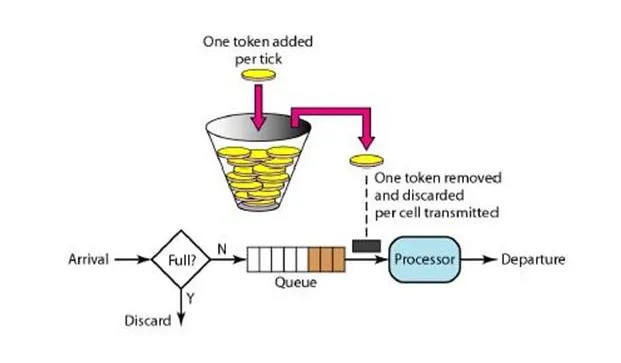 One token added
per tick
One token removed
and discarded
per cell transmitted
Arrival
Full?
N
Queue
Processor
Departure
Y
Discard